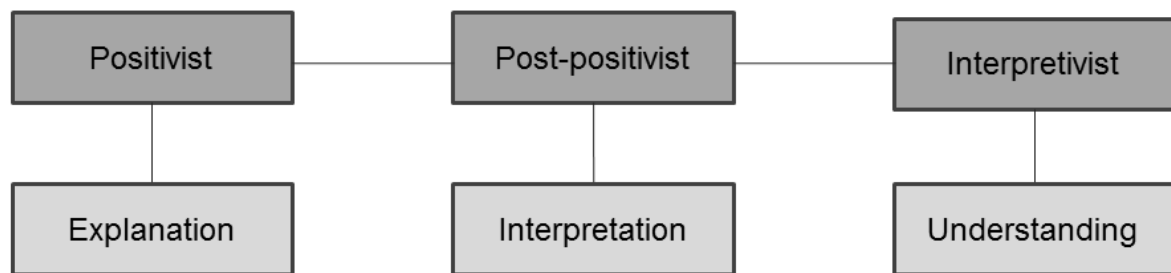 Positivist
Post-positivist
Interpretivist
Explanation
Interpretation
Understanding